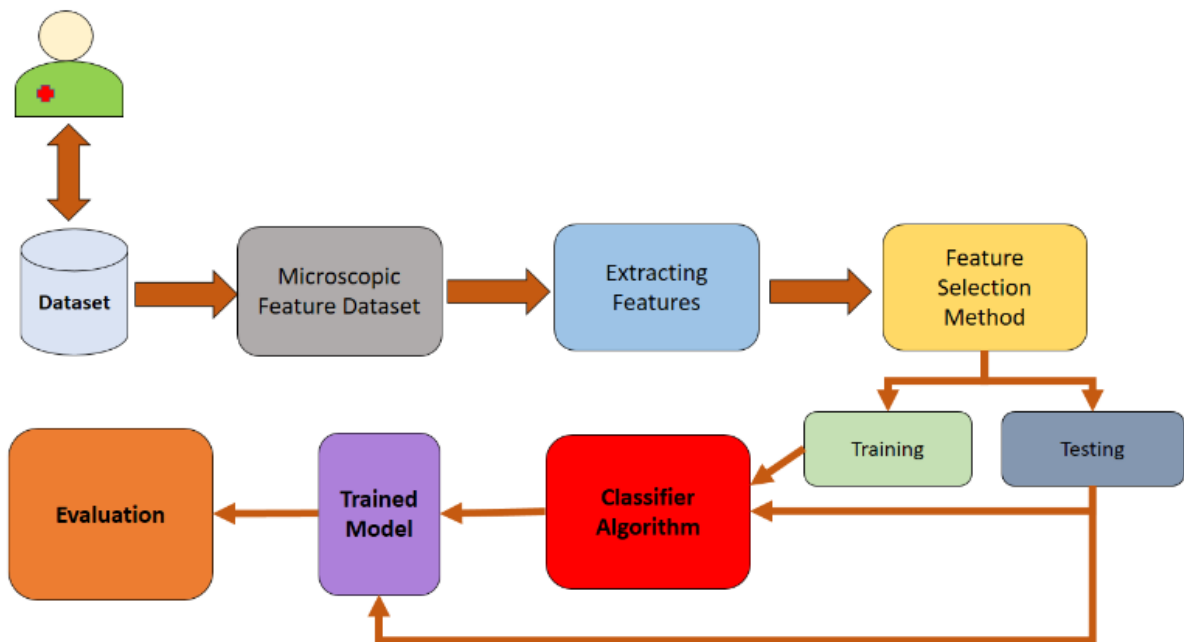 Dataset
Microscopic
Feature Dataset
Extracting
Features
Feature
Selection
Method
Training
Testing
Evaluation
Trained
Model
Classifier
Algorithm